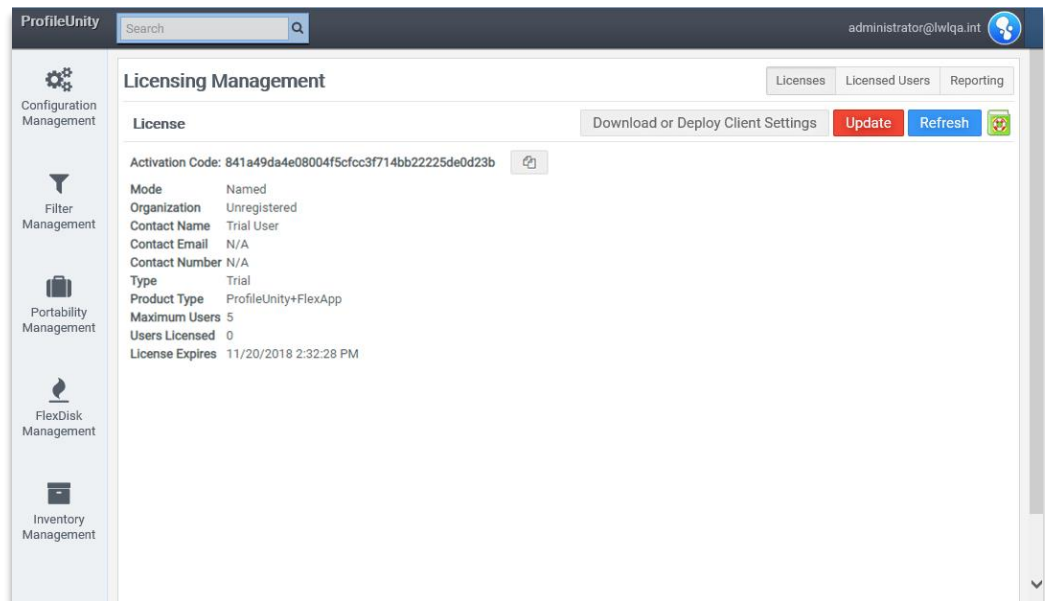 ProfileUnity
Search
administrator@lwlqa.int
Configuration
Management
Filter
Management
Portability
Management
FlexDisk
Management
Inventory
Management
Licensing Management
Licenses
Licensed Users
Reporting
License
Download or Deploy Client Settings
Update
Refresh
Activation Code: 841a49da4e08004f5cfcc3f714bb22225de0d23b
Mode Named
Organization Unregistered
Contact Name Trial User
Contact Email N/A
Contact Number N/A
Type Trial
Product Type ProfileUnity+FlexApp
Maximum Users 5
Users Licensed 0
License Expires 11/20/2018 2:32:28 PM